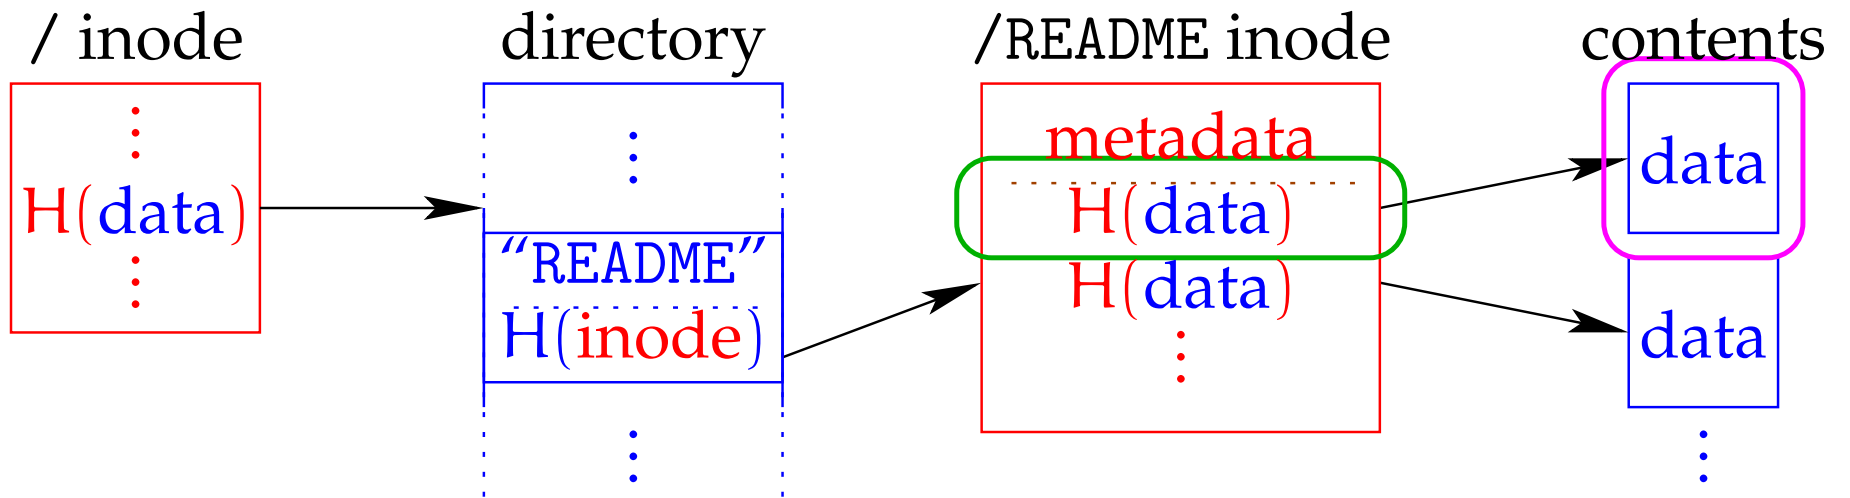 / inode
H(data)
directory
“README”
H(inode)
/README inode
metadata
H(data)
H(data)
contents
data
data